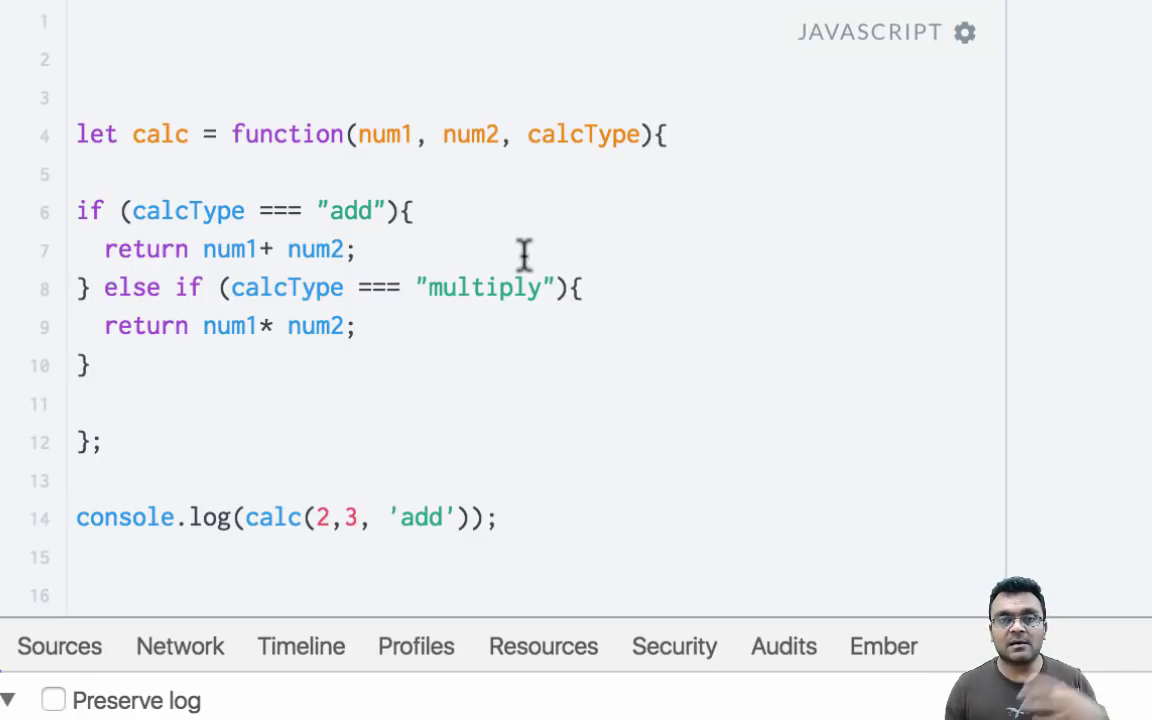 JAVASCRIPT
1
2
3
4 let calc = function(num1, num2, calcType){
5
6 if (calcType === "add"){
7   return num1+ num2;
8 } else if (calcType === "multiply"){
9   return num1* num2;
10 }
11
12 };
13
14 console.log(calc(2,3, 'add'));
15
16
Sources Network Timeline Profiles Resources Security Audits Ember
Preserve log